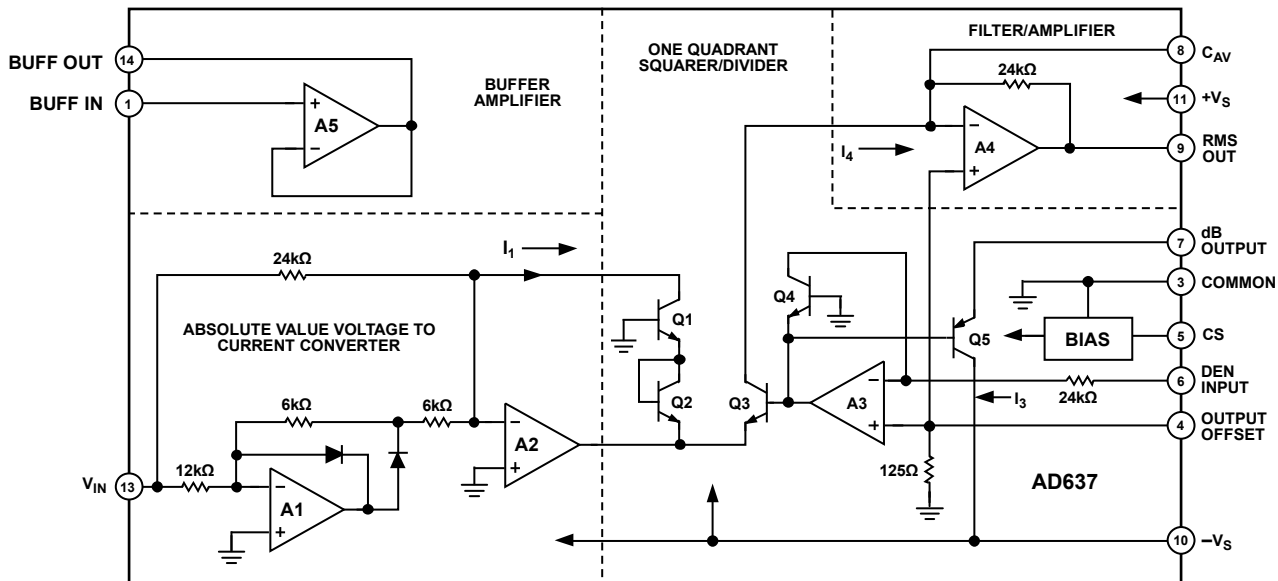 FILTER/AMPLIFIER
BUFF OUT
14
ONE QUADRANT
SQUARER/DIVIDER
8
C_AV
24kΩ
BUFF IN
1
BUFFER
AMPLIFIER
+
A5
−
11
+V_S
−
A4
+
I_4
9
RMS
OUT
I_1
24kΩ
7
dB
OUTPUT
Q4
3
COMMON
ABSOLUTE VALUE VOLTAGE TO
CURRENT CONVERTER
Q1
Q5
BIAS
5
CS
6kΩ
6kΩ
Q2
Q3
−
A3
+
I_3
24kΩ
6
DEN
INPUT
4
OUTPUT
OFFSET
−
A2
+
125Ω
V_IN
13
12kΩ
−
A1
+
AD637
10
−V_S